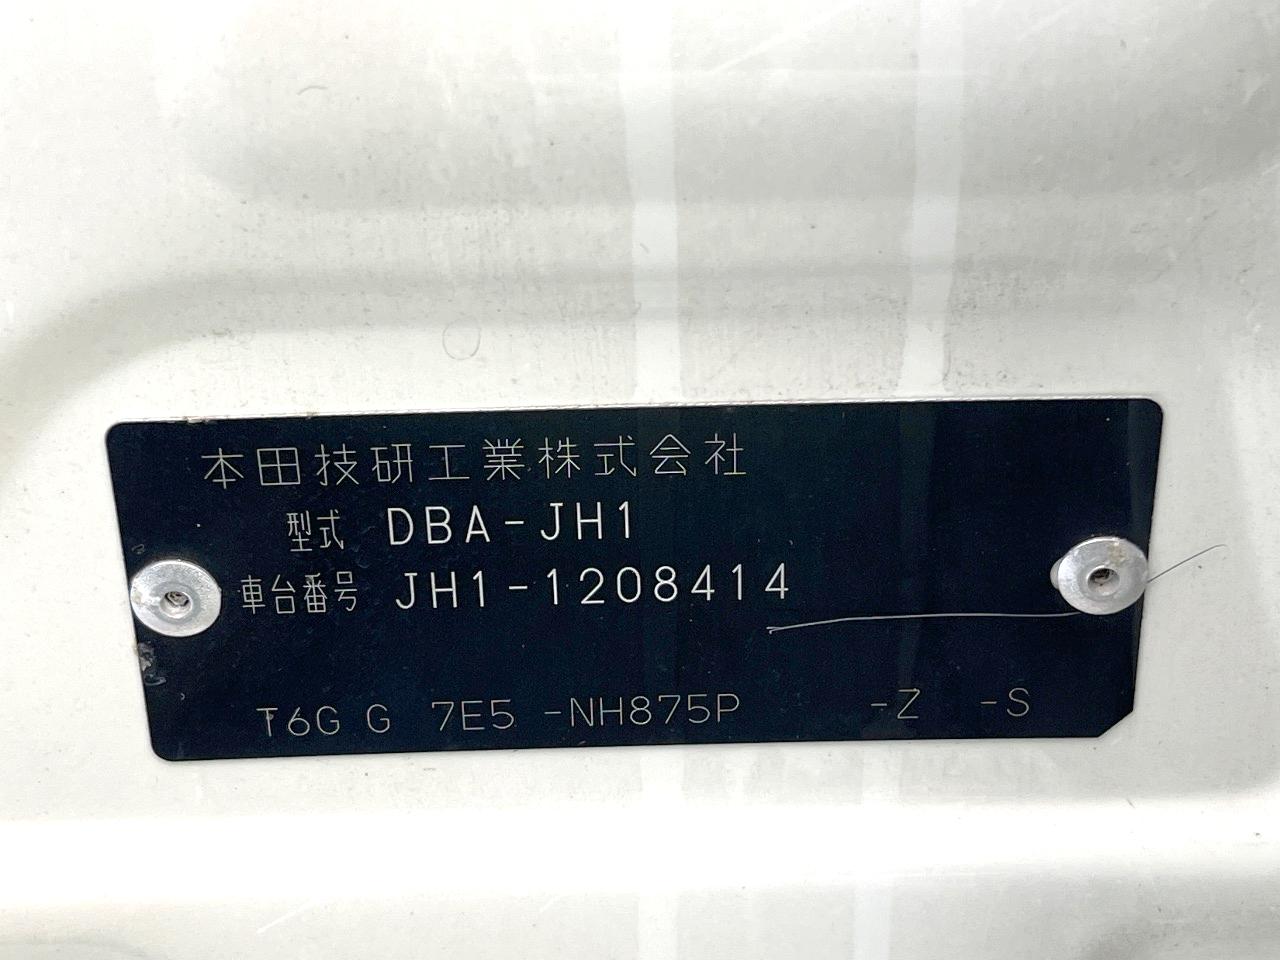 本田技研工業株式会社
型式 DBA-JH1
車台番号 JH1-1208414
T6G G 7E5 -NH875P -Z -S